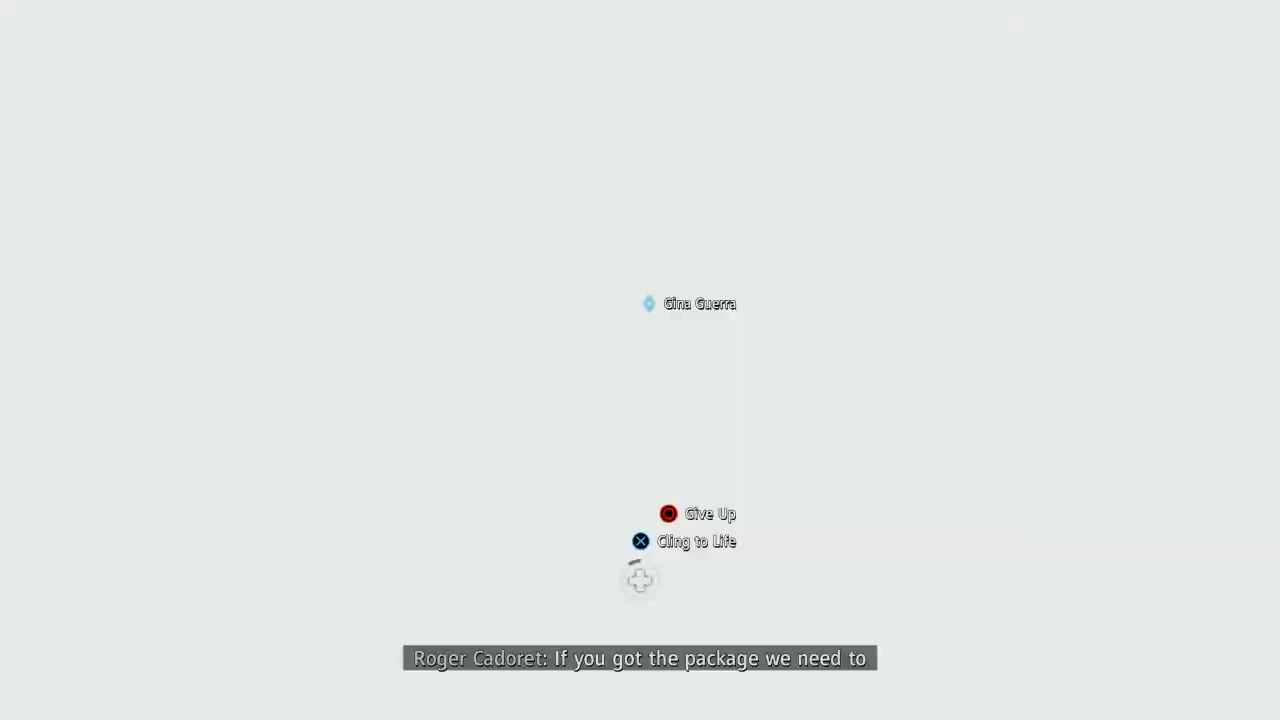 Gina Guerra
Give Up
Cling to Life
Roger Cadoret: If you got the package we need to